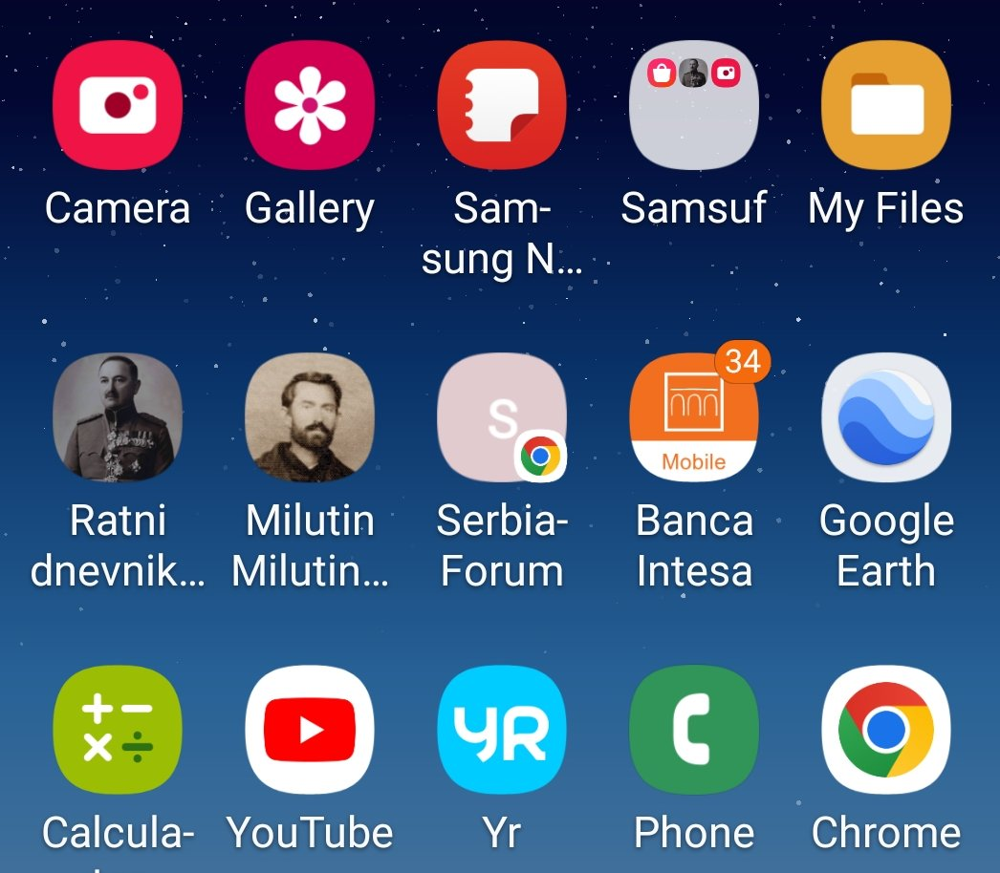 Camera
Gallery
Sam-
sung N...
Samsuf
My Files
Ratni
dnevnik...
Milutin
Milutin...
S
Serbia-
Forum
34
Mobile
Banca
Intesa
Google
Earth
Calcula-
YouTube
YR
Yr
Phone
Chrome